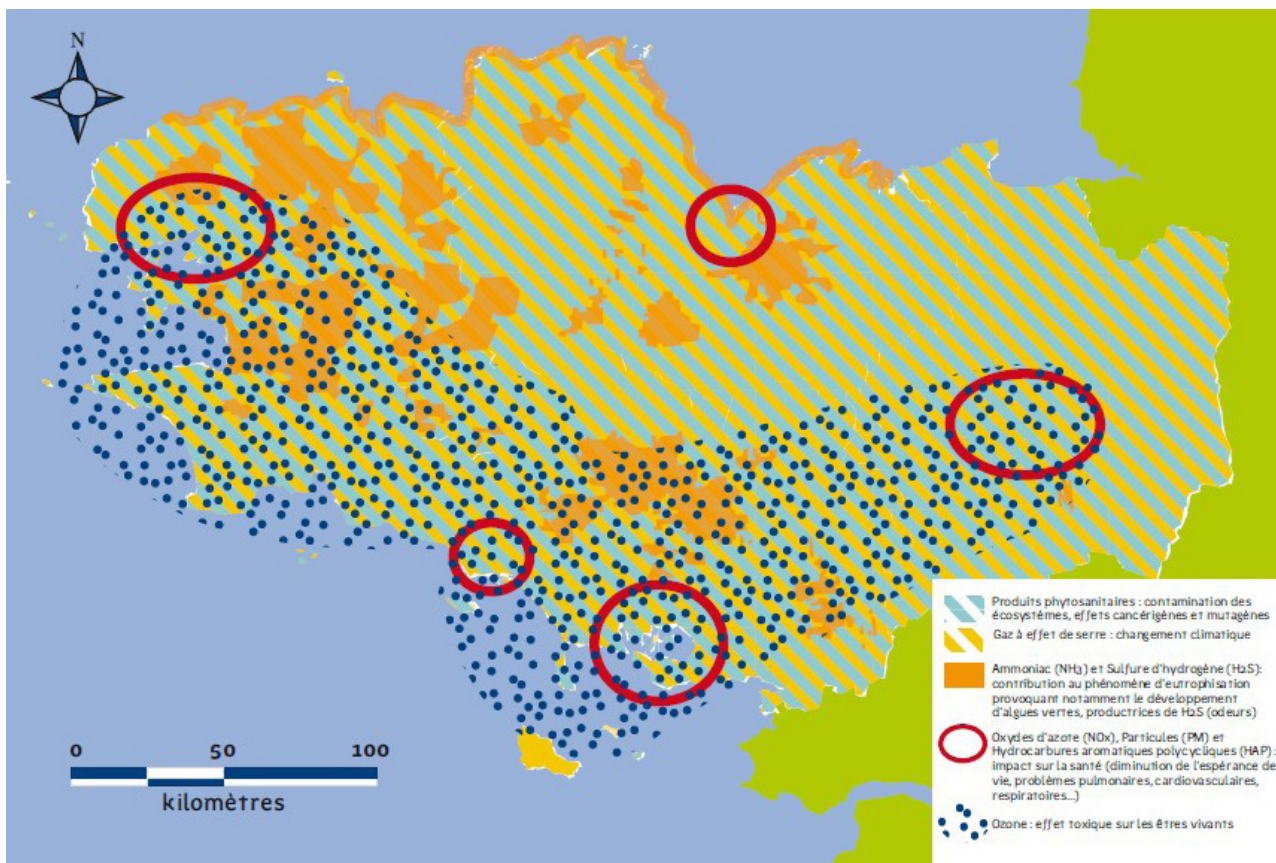 N
0 50 100
kilomètres
Produits phytosanitaires : contamination des
écosystèmes, effets cancérigènes et mutagènes
Gaz à effet de serre : changement climatique
Ammoniac (NH3) et Sulfure d'hydrogène (H2S):
contribution au phénomène d'eutrophisation
provoquant notamment le développement
d'algues vertes, productrices de H2S (odeurs)
Oxydes d'azote (NOx), Particules (PM) et
Hydrocarbures aromatiques polycycliques (HAP) :
impact sur la santé (diminution de l'espérance de
vie, problèmes pulmonaires, cardiovasculaires,
respiratoires...)
Ozone : effet toxique sur les êtres vivants